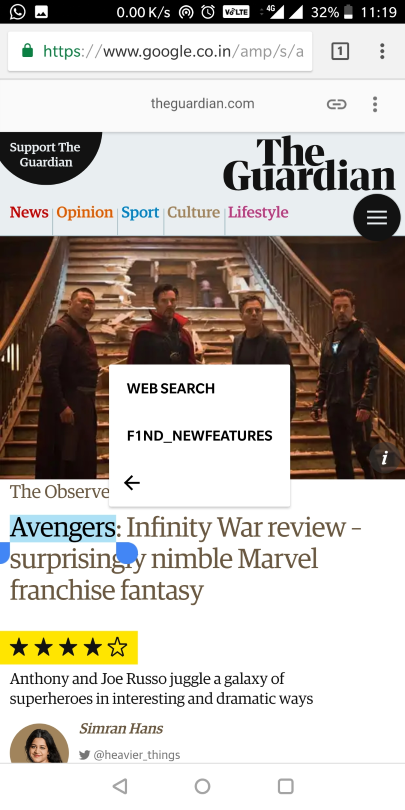 0.00 K/s VoLTE 4G 32% 11:19
https://www.google.co.in/amp/s/a 1
theguardian.com
Support The
Guardian
The
Guardian
News Opinion Sport Culture Lifestyle
WEB SEARCH
F1ND_NEWFEATURES
i
The Observe
Avengers: Infinity War review –
surprisingly nimble Marvel
franchise fantasy
Anthony and Joe Russo juggle a galaxy of
superheroes in interesting and dramatic ways
Simran Hans
@heavier_things